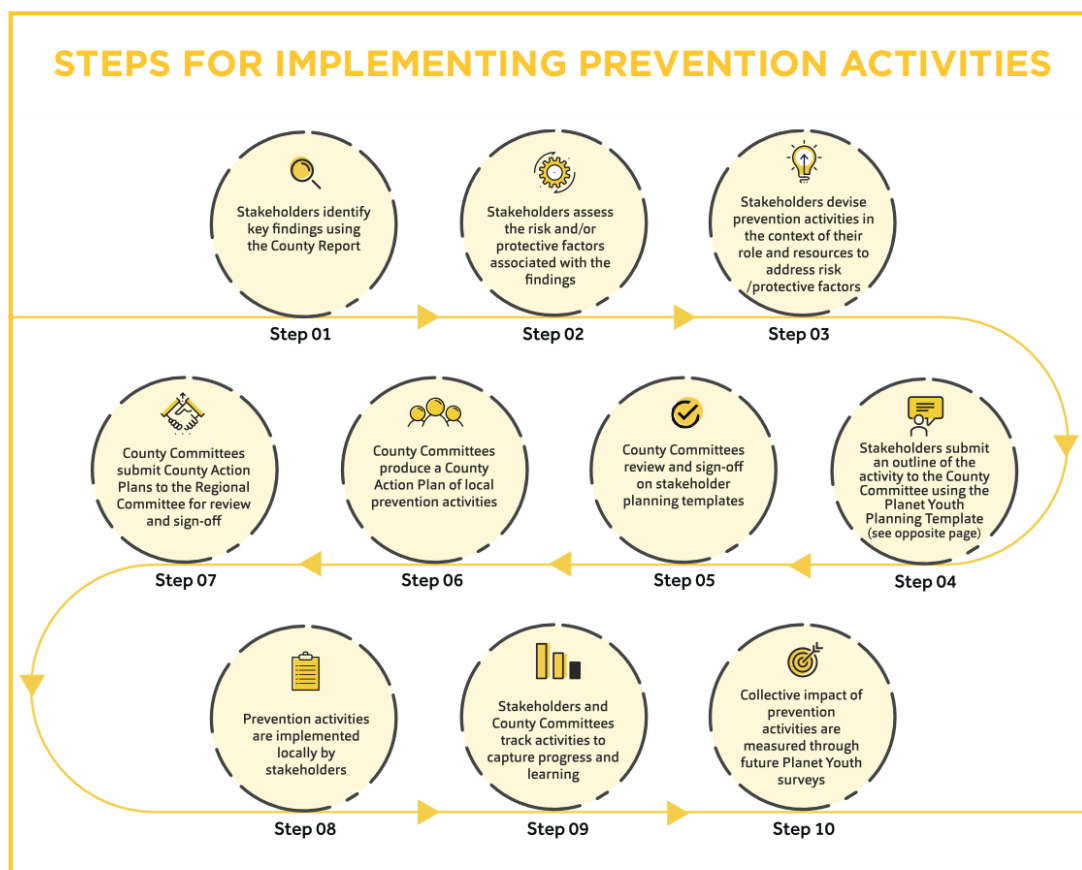 STEPS FOR IMPLEMENTING PREVENTION ACTIVITIES
Stakeholders identify
key findings using
the County Report
Step 01
Stakeholders assess
the risk and/or
protective factors
associated with the
findings
Step 02
Stakeholders devise
prevention activities in
the context of their
role and resources to
address risk
/protective factors
Step 03
Stakeholders submit
an outline of the
activity to the County
Committee using the
Planet Youth
Planning Template
(see opposite page)
Step 04
County Committees
review and sign-off
on stakeholder
planning templates
Step 05
County Committees
produce a County
Action Plan of local
prevention activities
Step 06
County Committees
submit County Action
Plans to the Regional
Committee for review
and sign-off
Step 07
Prevention activities
are implemented
locally by
stakeholders
Step 08
Stakeholders and
County Committees
track activities to
capture progress and
learning
Step 09
Collective impact of
prevention
activities are
measured through
future Planet Youth
surveys
Step 10